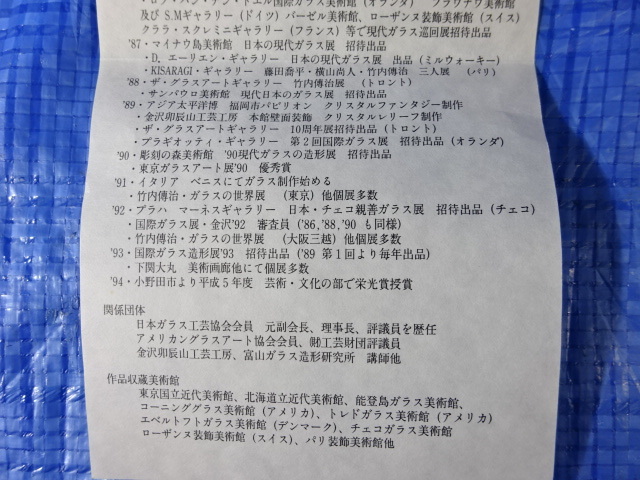 国際ガラス美術館（オランダ） フラウナウ美術館
及び S.Mギャラリー（ドイツ）バーゼル美術館、ローザンヌ装飾美術館（スイス）
クララ・スクレミニギャラリー（フランス）等で現代ガラス巡回展招待出品
'87・マイナウ島美術館 日本の現代ガラス展 招待出品
・D. エーリエン・ギャラリー 日本の現代ガラス展 出品（ミルウォーキー）
・KISARAGI・ギャラリー 藤田喬平・横山尚人・竹内傳治 三人展 （パリ）
'88・ザ・グラスアートギャラリー 竹内傳治展 （トロント）
・サンパウロ美術館 現代日本のガラス展 招待出品
'89・アジア太平洋博 福岡市パビリオン クリスタルファンタジー制作
・金沢卯辰山工芸工房 本館壁面装飾 クリスタルレリーフ制作
・ザ・グラスアートギャラリー 10周年展招待出品（トロント）
・ブラギオッティ・ギャラリー 第２回国際ガラス展 招待出品（オランダ）
'90・彫刻の森美術館 '90現代ガラスの造形展 招待出品
・東京ガラスアート展'90 優秀賞
'91・イタリア ベニスにてガラス制作始める
・竹内傳治・ガラスの世界展 （東京）他個展多数
'92・プラハ マーネスギャラリー 日本・チェコ親善ガラス展 招待出品（チェコ）
・国際ガラス展・金沢'92 審査員（'86,'88,'90 も同様）
・竹内傳治・ガラスの世界展 （大阪三越）他個展多数
'93・国際ガラス造形展'93 招待出品（'89 第１回より毎年出品）
・下関大丸 美術画廊他にて個展多数
'94・小野田市より平成５年度 芸術・文化の部で栄光賞授賞
関係団体
日本ガラス工芸協会会員 元副会長、理事長、評議員を歴任
アメリカングラスアート協会会員、㈶工芸財団評議員
金沢卯辰山工芸工房、富山ガラス造形研究所 講師他
作品収蔵美術館
東京国立近代美術館、北海道立近代美術館、能登島ガラス美術館、
コーニンググラス美術館（アメリカ）、トレドガラス美術館（アメリカ）
エベルトフトガラス美術館（デンマーク）、チェコガラス美術館
ローザンヌ装飾美術館（スイス）、パリ装飾美術館他